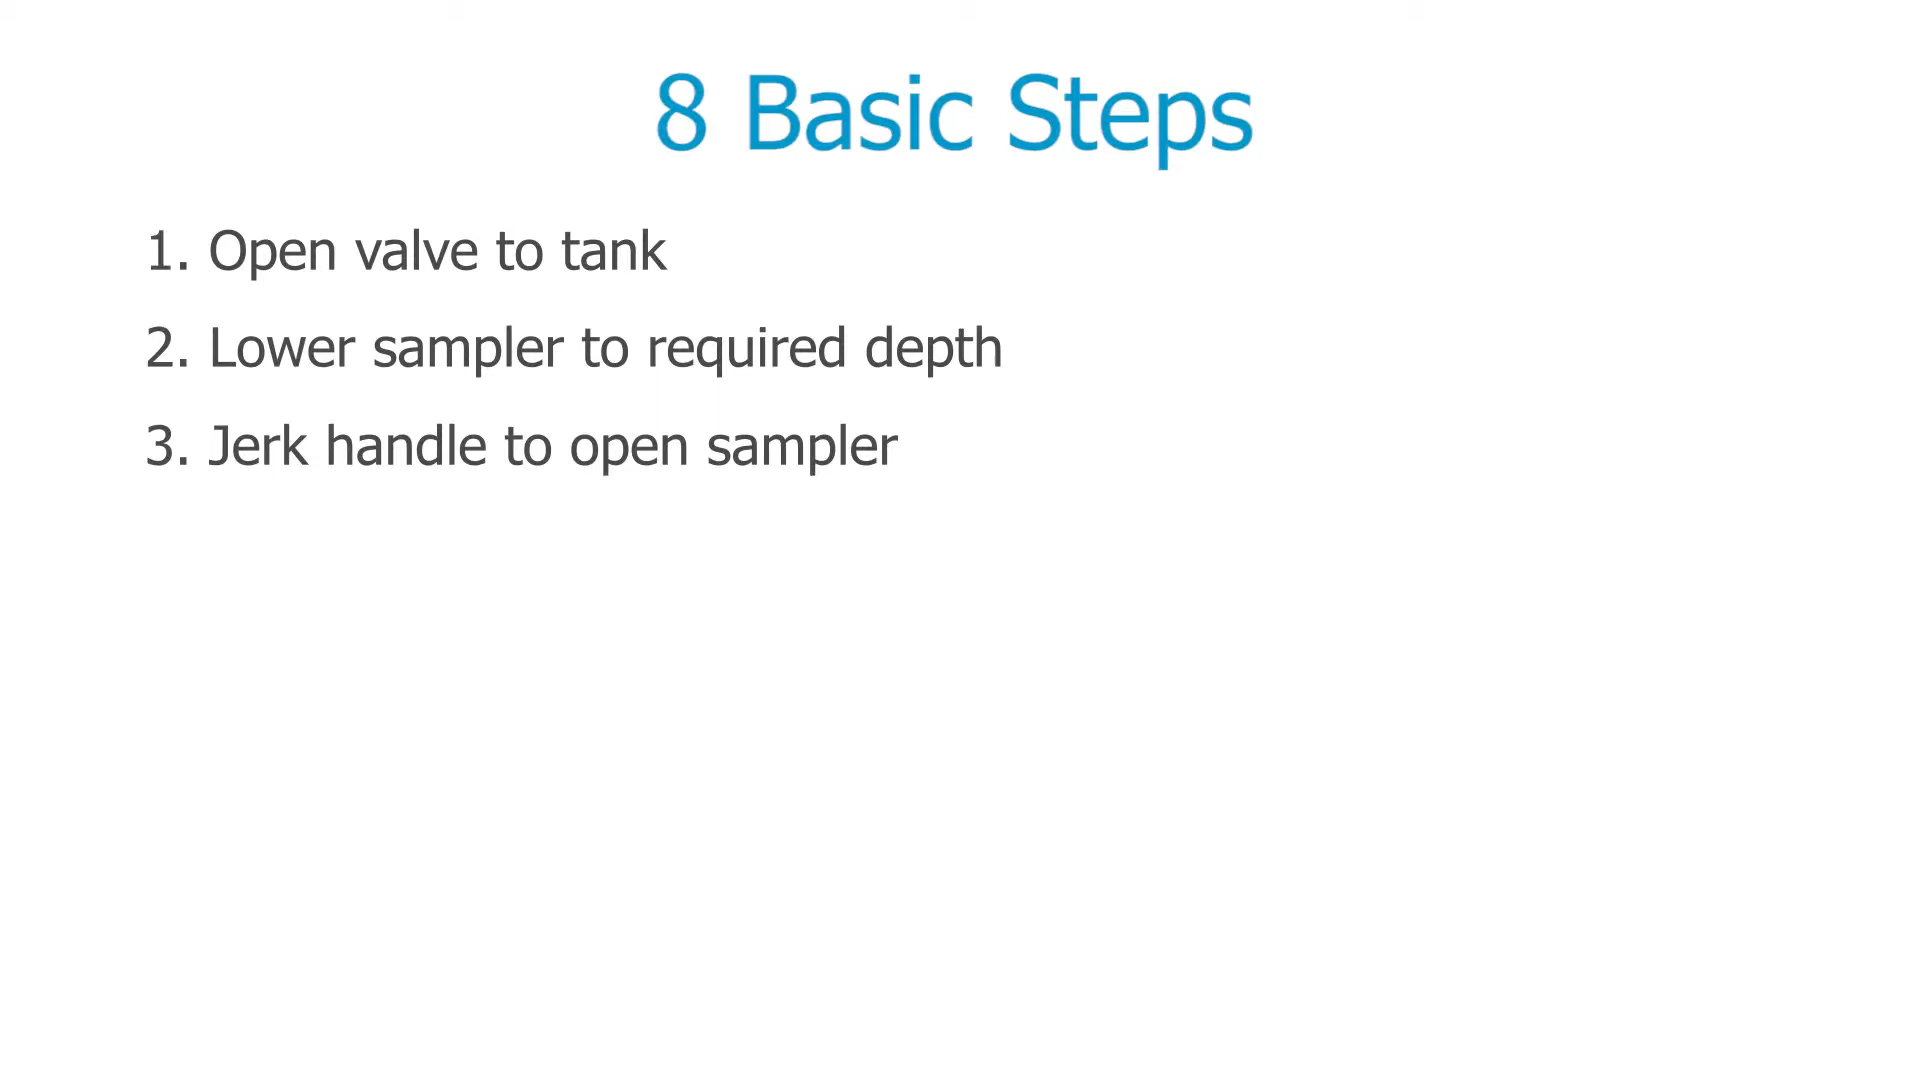 8 Basic Steps
1. Open valve to tank
2. Lower sampler to required depth
3. Jerk handle to open sampler